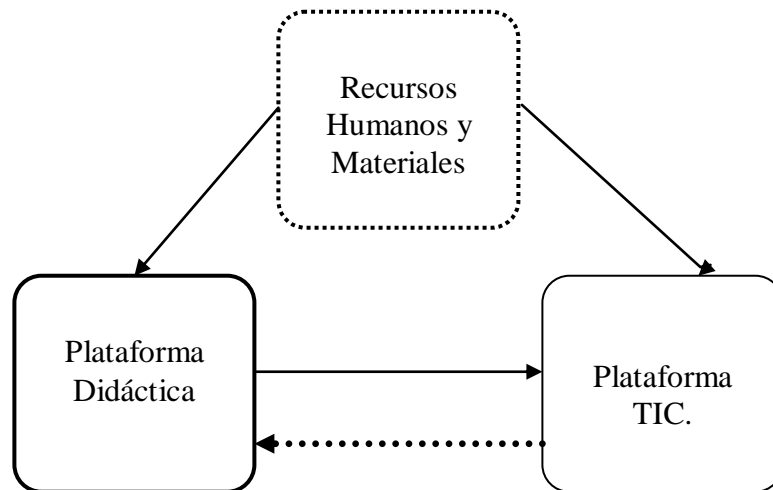 Recursos
Humanos y
Materiales
Plataforma
Didáctica
Plataforma
TIC.